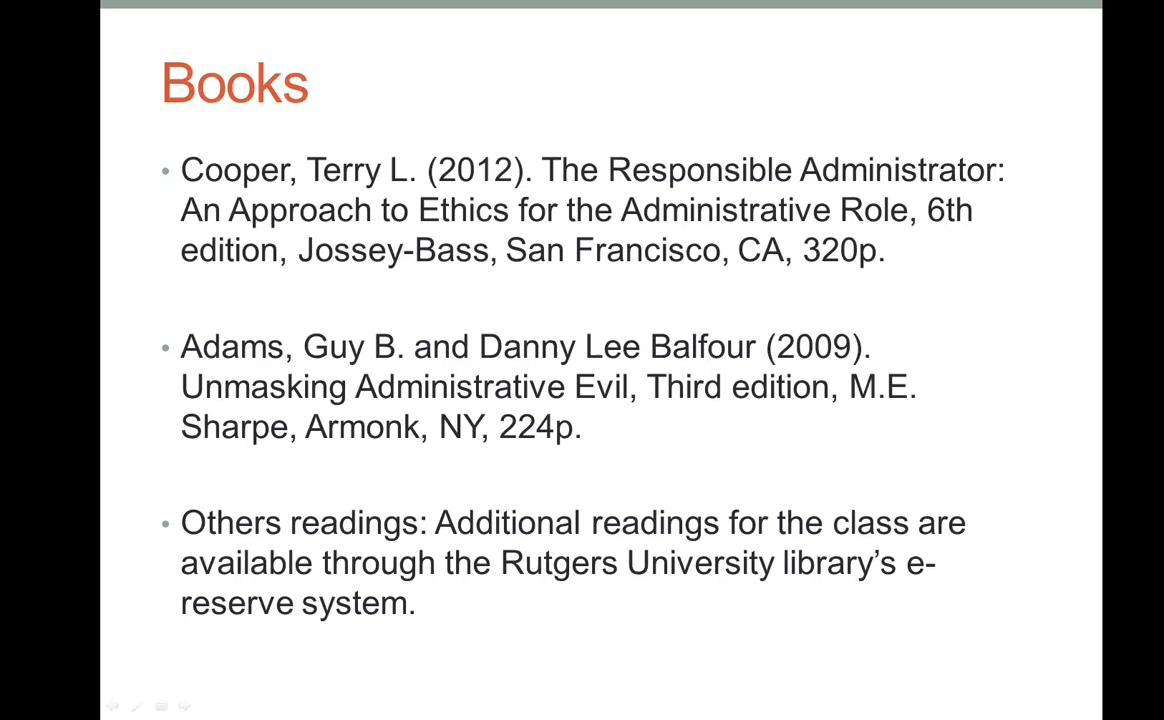 Books
• Cooper, Terry L. (2012). The Responsible Administrator:
An Approach to Ethics for the Administrative Role, 6th
edition, Jossey-Bass, San Francisco, CA, 320p.
• Adams, Guy B. and Danny Lee Balfour (2009).
Unmasking Administrative Evil, Third edition, M.E.
Sharpe, Armonk, NY, 224p.
• Others readings: Additional readings for the class are
available through the Rutgers University library’s e-
reserve system.